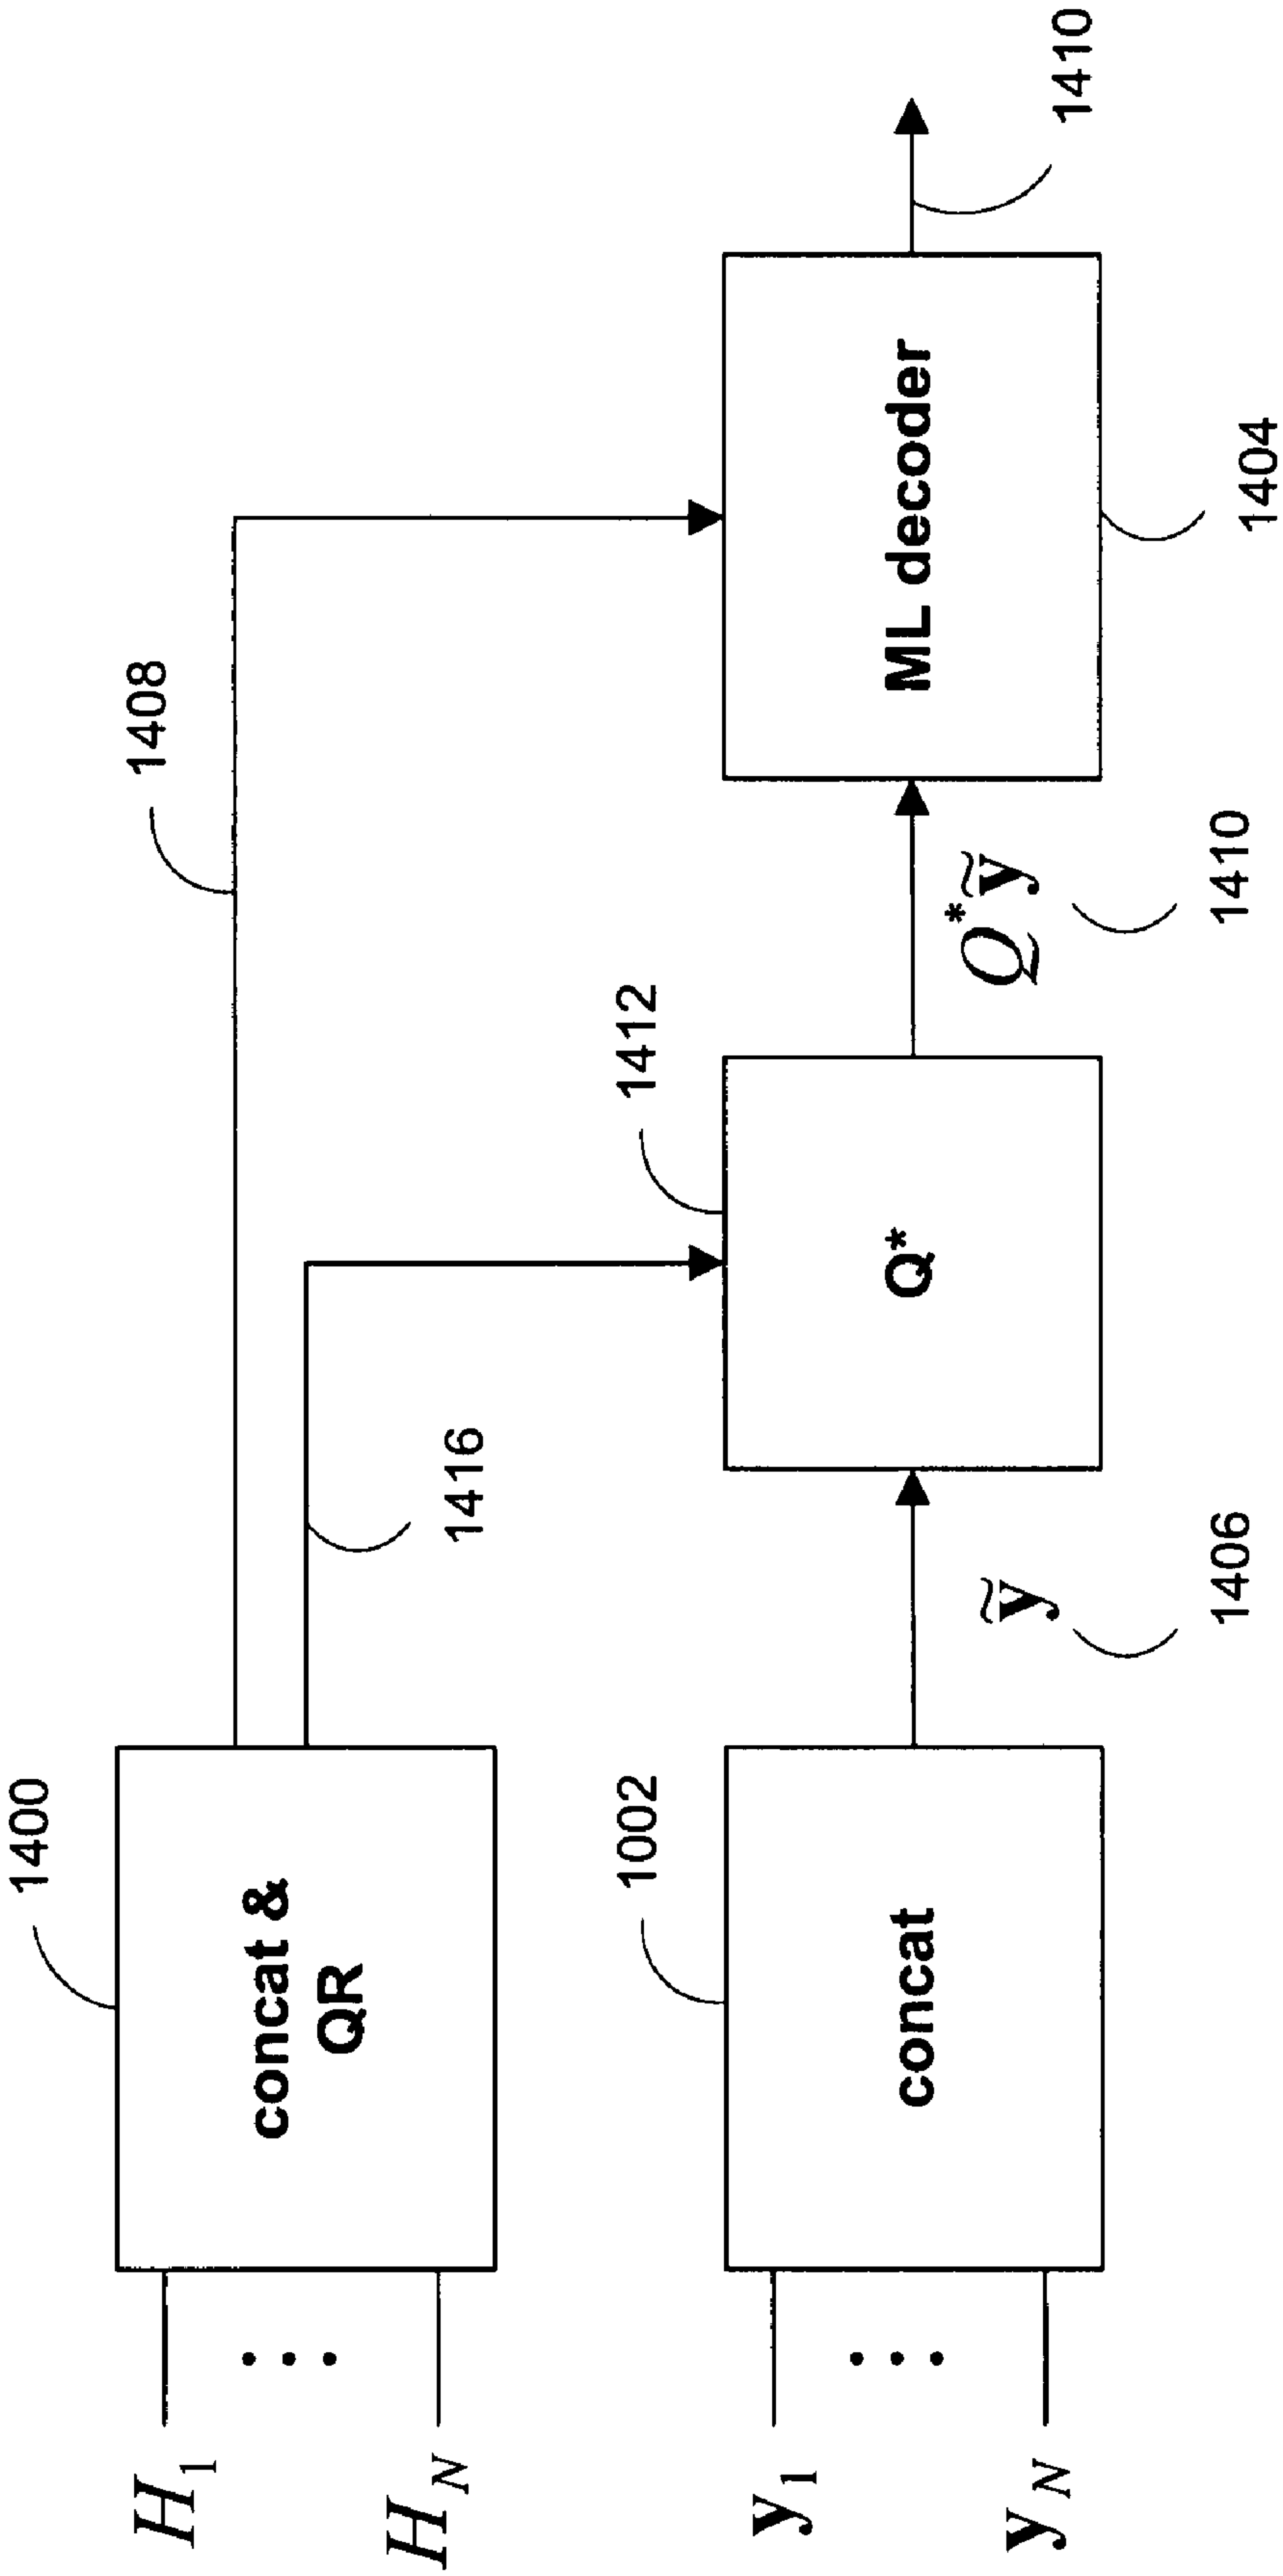 H1
HN
1400
concat &
QR
1408
1416
y1
yN
1002
concat
ỹ
1406
1412
Q*
Q*ỹ
1410
ML decoder
1404
1410